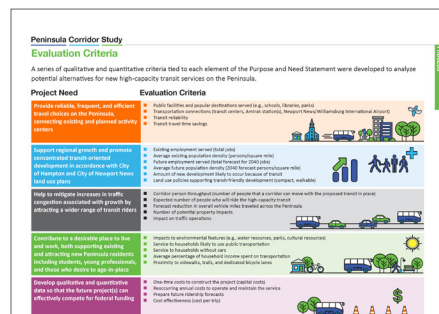 Peninsula Corridor Study
Evaluation Criteria
A series of qualitative and quantitative criteria tied to each element of the Purpose and Need Statement were developed to analyze
potential alternatives for new high-capacity transit services on the Peninsula.
Project Need
Evaluation Criteria
Provide reliable, frequent, and efficient
travel choices on the Peninsula,
connecting existing and planned activity
centers
Public facilities and popular destinations served (e.g., schools, libraries, parks)
Transportation connections (transit centers, Amtrak stations), Newport News/Williamsburg International Airport)
Transit reliability
Transit travel time savings
Support regional growth and promote
concentrated transit-oriented
development in accordance with City
of Hampton and City of Newport News
land use plans
Existing employment served (total jobs)
Average existing population density (persons/square mile)
Future employment served (total forecast for 2040 jobs)
Average future population density (2040 forecast persons/square mile)
Amount of new development likely to occur because of transit
Land-use policies supporting transit-friendly development (compact, walkable)
Help to mitigate increases in traffic
congestion associated with growth by
attracting a wider range of transit riders
Corridor person-throughput (number of people that a corridor can move with the proposed transit in place)
Expected number of people who will ride the high-capacity transit
Forecast reduction in overall vehicle miles traveled across the Peninsula
Number of potential property impacts
Impact on traffic operations
Contribute to a desirable place to live
and work, both supporting existing
and attracting new Peninsula residents
including students, young professionals,
and those who desire to age-in-place
Impacts to environmental features (e.g., water resources, parks, cultural resources)
Service to households likely to use public transportation
Service to households without cars
Average percentage of household income spent on transportation
Proximity to sidewalks, trails, and dedicated bicycle lanes
Develop qualitative and quantitative
data so that the future project(s) can
effectively compete for federal funding
One-time costs to construct the project (capital costs)
Reoccurring annual costs to operate and maintain the service
Prepare future ridership forecasts
Cost effectiveness (cost per trip)